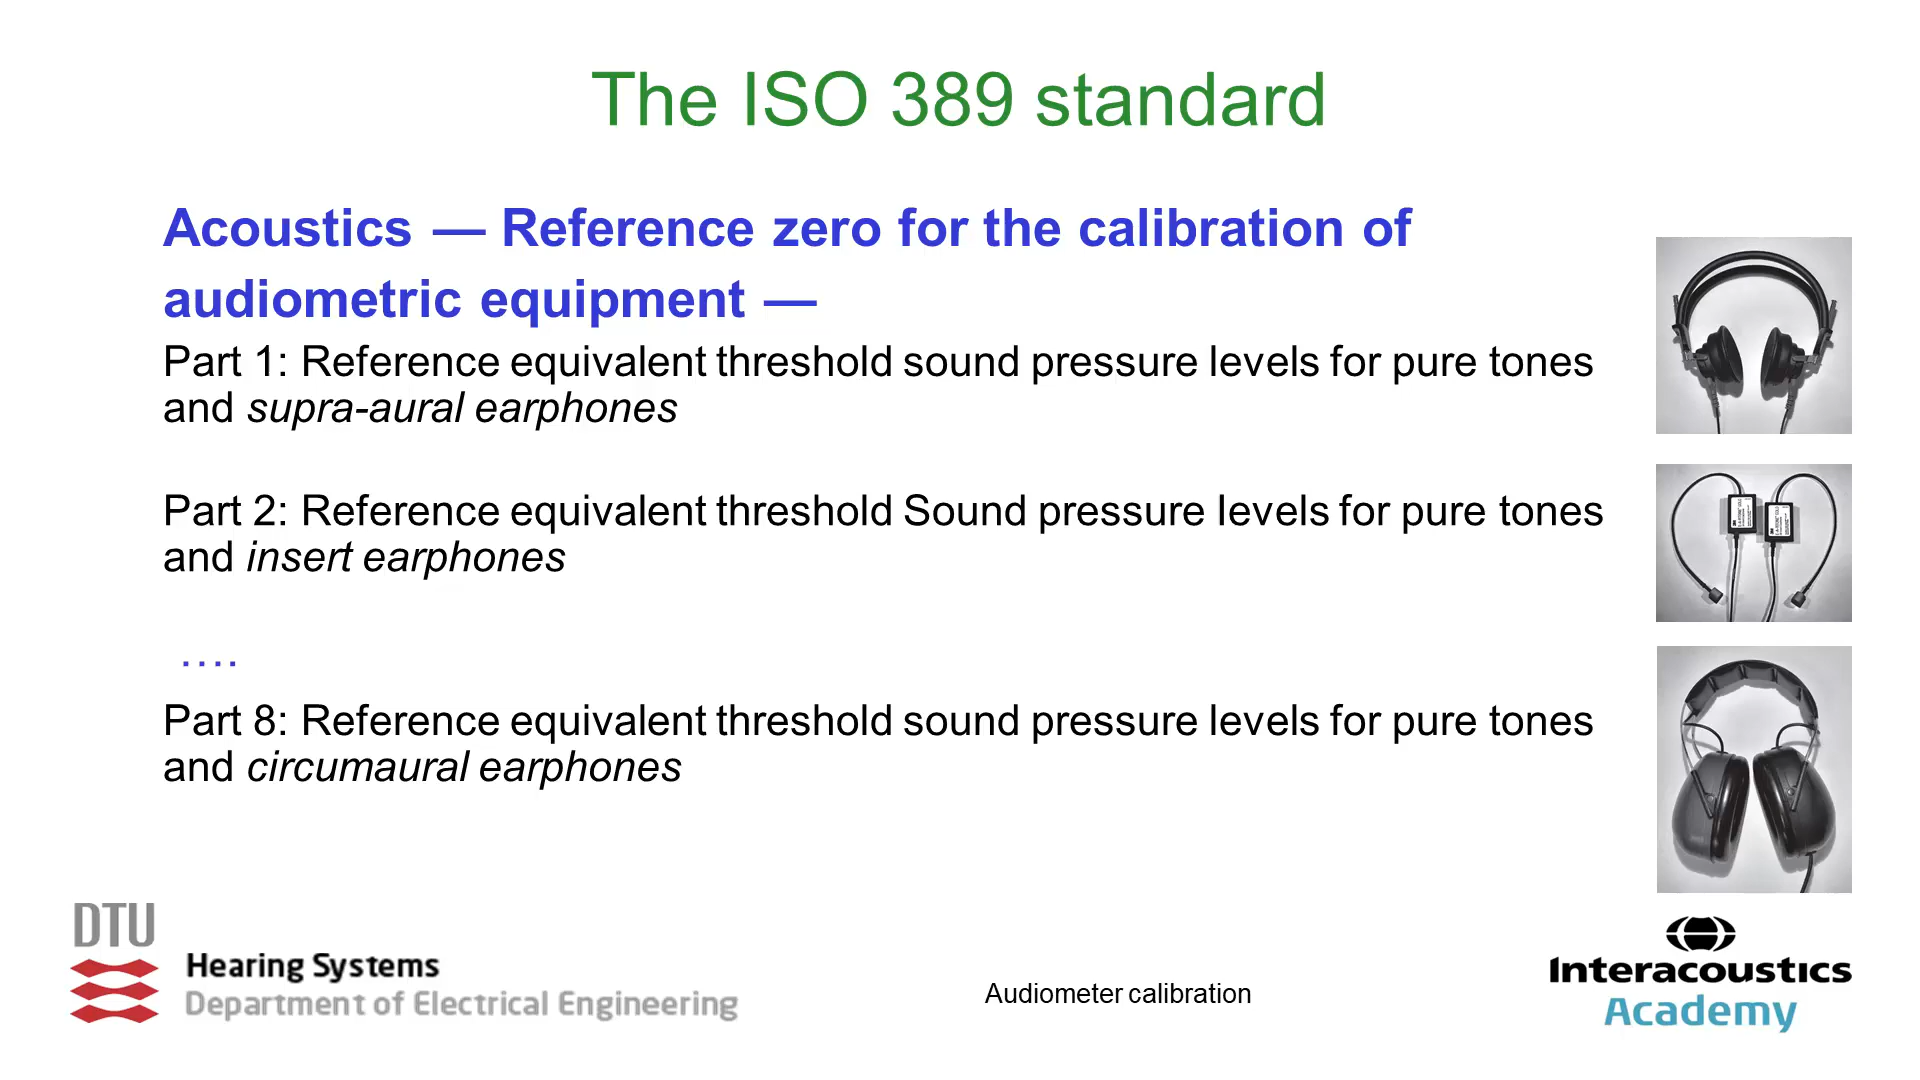 The ISO 389 standard
Acoustics — Reference zero for the calibration of
audiometric equipment —
Part 1: Reference equivalent threshold sound pressure levels for pure tones
and supra-aural earphones
Part 2: Reference equivalent threshold Sound pressure levels for pure tones
and insert earphones
….
Part 8: Reference equivalent threshold sound pressure levels for pure tones
and circumaural earphones
DTU
Hearing Systems
Department of Electrical Engineering
Audiometer calibration
Interacoustics
Academy